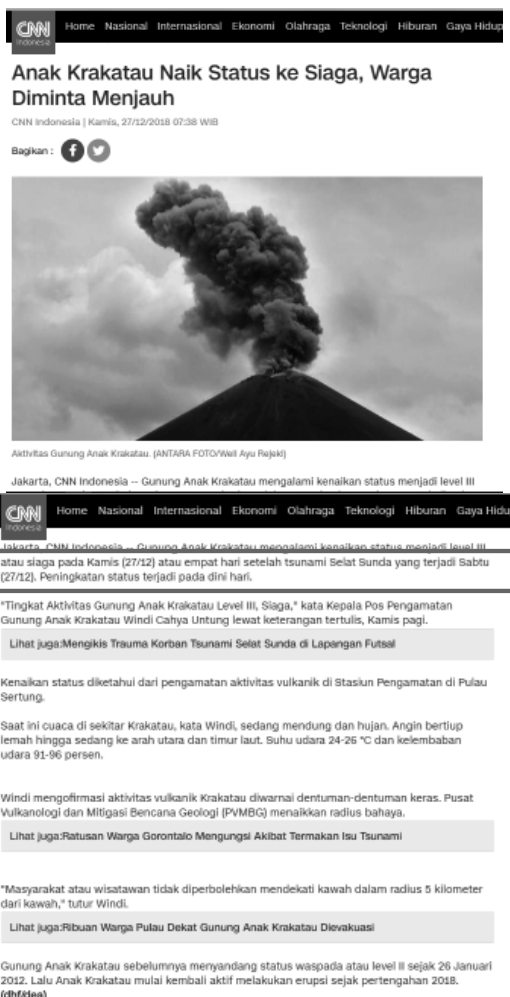 CNN
Indonesia
Home Nasional Internasional Ekonomi Olahraga Teknologi Hiburan Gaya Hidup
Anak Krakatau Naik Status ke Siaga, Warga
Diminta Menjauh
CNN Indonesia | Kamis, 27/12/2018 07:38 WIB
Bagikan :
Aktivitas Gunung Anak Krakatau. (ANTARA FOTO/Weli Ayu Rejeki)
Jakarta, CNN Indonesia -- Gunung Anak Krakatau mengalami kenaikan status menjadi level III
CNN
Indonesia
Home Nasional Internasional Ekonomi Olahraga Teknologi Hiburan Gaya Hidu
Jakarta, CNN Indonesia -- Gunung Anak Krakatau mengalami kenaikan status menjadi level III
atau siaga pada Kamis (27/12) atau empat hari setelah tsunami Selat Sunda yang terjadi Sabtu
(27/12). Peningkatan status terjadi pada dini hari.
"Tingkat Aktivitas Gunung Anak Krakatau Level III, Siaga," kata Kepala Pos Pengamatan
Gunung Anak Krakatau Windi Cahya Untung lewat keterangan tertulis, Kamis pagi.
Lihat juga:Mengikis Trauma Korban Tsunami Selat Sunda di Lapangan Futsal
Kenaikan status diketahui dari pengamatan aktivitas vulkanik di Stasiun Pengamatan di Pulau
Sertung.
Saat ini cuaca di sekitar Krakatau, kata Windi, sedang mendung dan hujan. Angin bertiup
lemah hingga sedang ke arah utara dan timur laut. Suhu udara 24-26 °C dan kelembaban
udara 91-96 persen.
Windi mengofirmasi aktivitas vulkanik Krakatau diwarnai dentuman-dentuman keras. Pusat
Vulkanologi dan Mitigasi Bencana Geologi (PVMBG) menaikkan radius bahaya.
Lihat juga:Ratusan Warga Gorontalo Mengungsi Akibat Termakan Isu Tsunami
"Masyarakat atau wisatawan tidak diperbolehkan mendekati kawah dalam radius 5 kilometer
dari kawah," tutur Windi.
Lihat juga:Ribuan Warga Pulau Dekat Gunung Anak Krakatau Dievakuasi
Gunung Anak Krakatau sebelumnya menyandang status waspada atau level II sejak 26 Januari
2012. Lalu Anak Krakatau mulai kembali aktif melakukan erupsi sejak pertengahan 2018.
(dhf/dea)